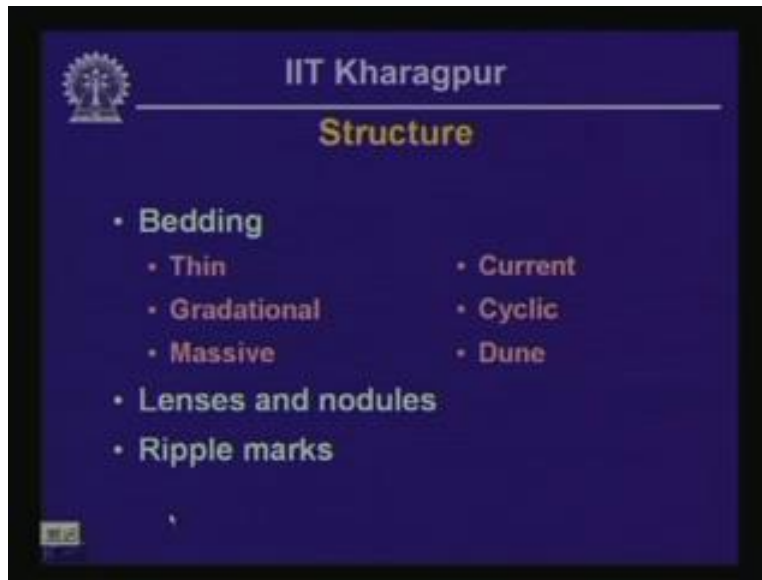 IIT Kharagpur
Structure
• Bedding
• Thin
• Gradational
• Massive
• Current
• Cyclic
• Dune
• Lenses and nodules
• Ripple marks